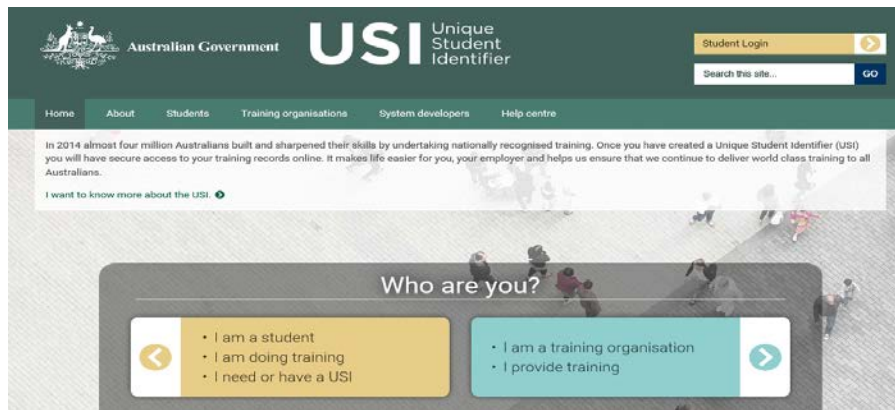 Australian Government
USI
Unique
Student
Identifier
Student Login
Search this site...
GO
Home About Students Training organisations System developers Help centre
In 2014 almost four million Australians built and sharpened their skills by undertaking nationally recognised training. Once you have created a Unique Student Identifier (USI)
you will have secure access to your training records online. It makes life easier for you, your employer and helps us ensure that we continue to deliver world class training to all
Australians.
I want to know more about the USI.
Who are you?
• I am a student
• I am doing training
• I need or have a USI
• I am a training organisation
• I provide training